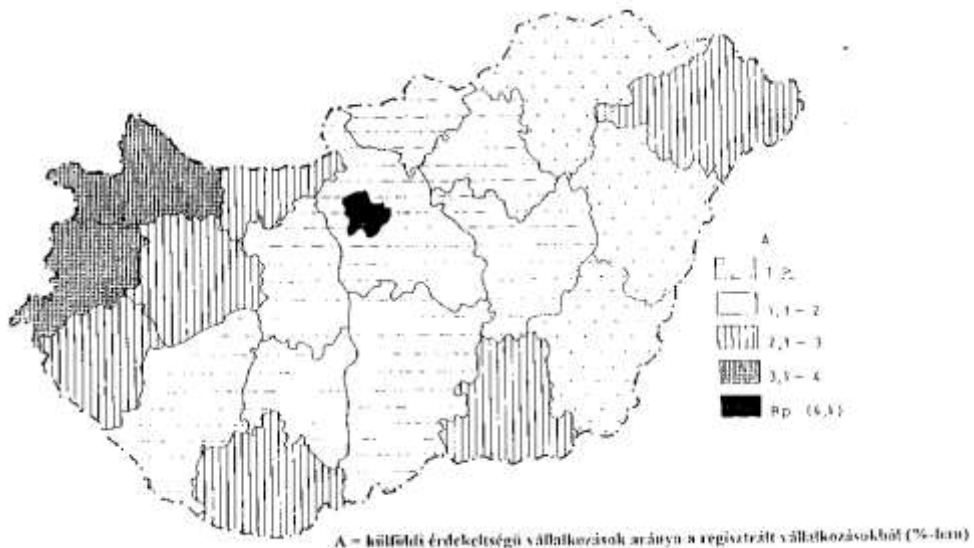 A
1,1 – 2
2,1 – 3
3,1 – 4
Bp
A = külföldi érdekeltségű vállalkozások aránya a regisztrált vállalkozásokból (%-ban)